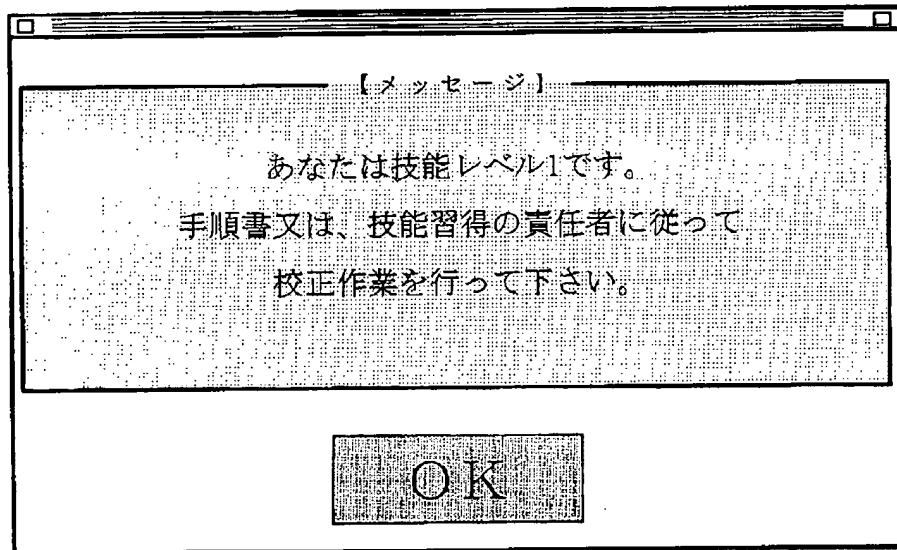 【メッセージ】
あなたは技能レベル1です。
手順書又は、技能習得の責任者に従って
校正作業を行って下さい。
OK